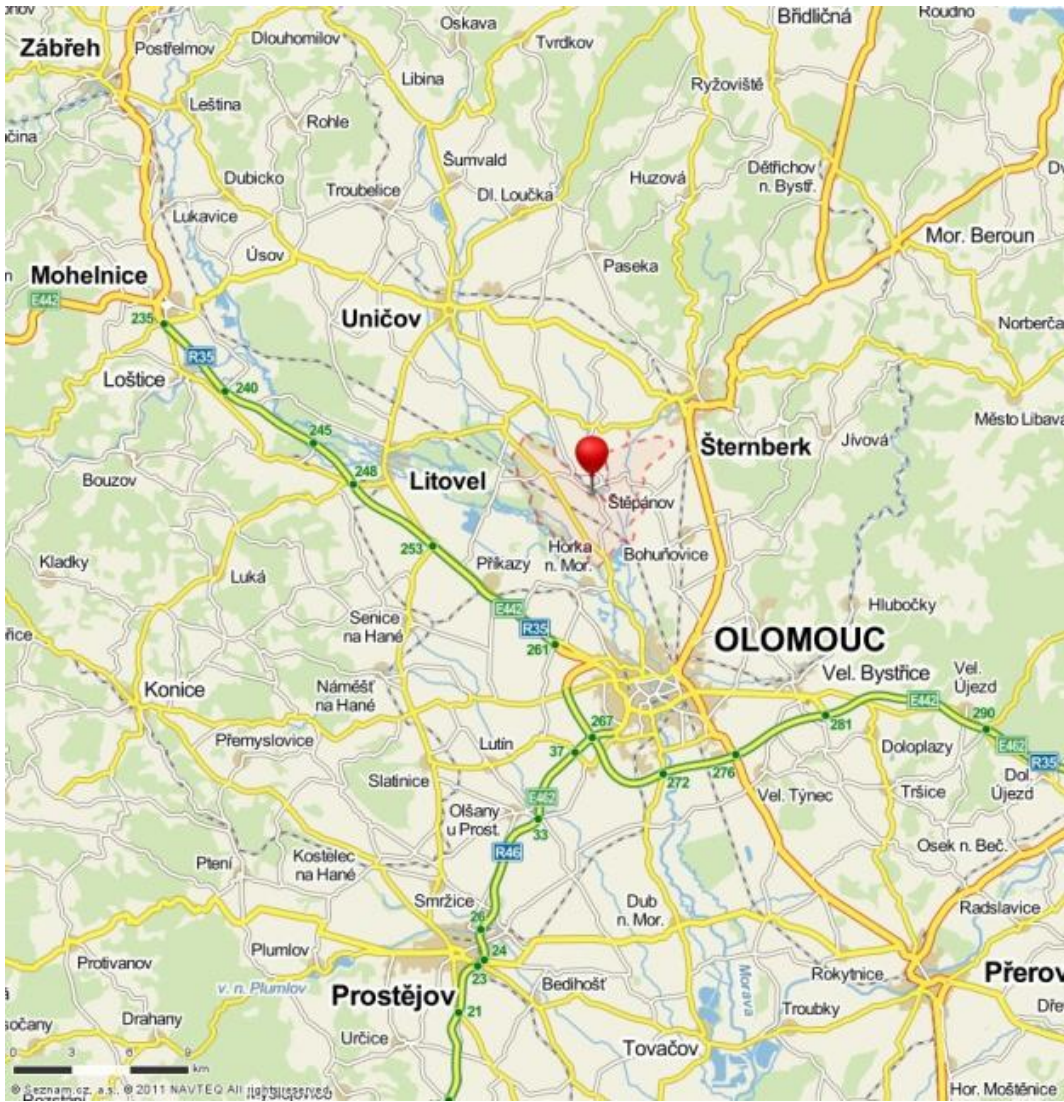 Zábřeh
Postřelmov
Dlouhomilov
Oskava
Tvrdkov
Břidličná
Roudno
Leština
Rohle
Libina
Ryžoviště
Dubicko
Troubelice
Šumvald
Dl. Loučka
Huzová
Dětřichov
n. Bystř.
Lukavice
Úsov
Paseka
Mor. Beroun
Mohelnice
E442
235
Uničov
Norberča
R35
Loštice
240
Město Libavá
245
Jívová
Šternberk
Bouzov
248
Litovel
Štěpánov
253
Horka
n. Mor.
Bohuňovice
Kladky
Luká
Příkazy
Hlubočky
Senice
na Hané
E442
R35
261
OLOMOUC
Konice
Náměšť
na Hané
Vel. Bystřice
Vel.
Újezd
E442
281
290
Přemyslovice
Lutín
37
267
Doloplazy
E462
R35
Slatinice
272
276
Dol.
Újezd
Vel. Týnec
Tršice
E462
Olšany
u Prost.
33
R46
Osek n. Beč.
Ptení
Kostelec
na Hané
Smržice
26
Dub
n. Mor.
Radslavice
Protivanov
Plumlov
24
23
v. n. Plumlov
Prostějov
Bedihošť
Morava
Rokytnice
Přerov
21
Troubky
Drahany
Určice
Tovačov
0 3 6 9
km
© Seznam.cz, a.s., © 2011 NAVTEQ All rights reserved.
Hor. Moštěnice